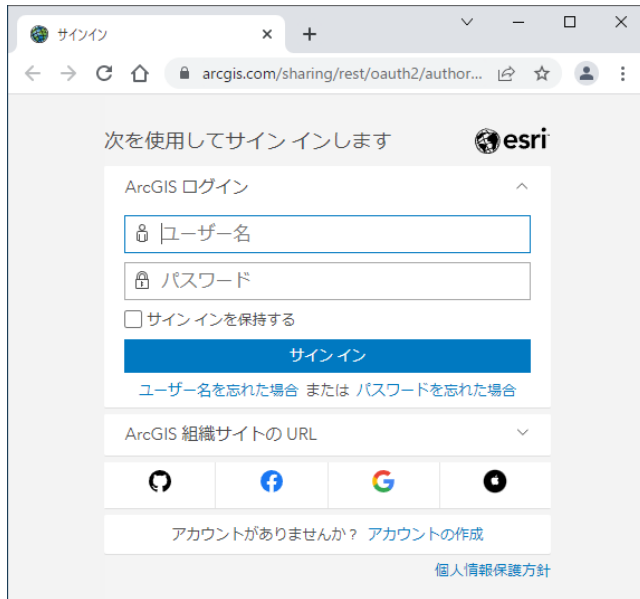 サインイン
arcgis.com/sharing/rest/oauth2/author...
次を使用してサイン インします
esri
ArcGIS ログイン
ユーザー名
パスワード
サイン インを保持する
サイン イン
ユーザー名を忘れた場合 または パスワードを忘れた場合
ArcGIS 組織サイトの URL
アカウントがありませんか？ アカウントの作成
個人情報保護方針